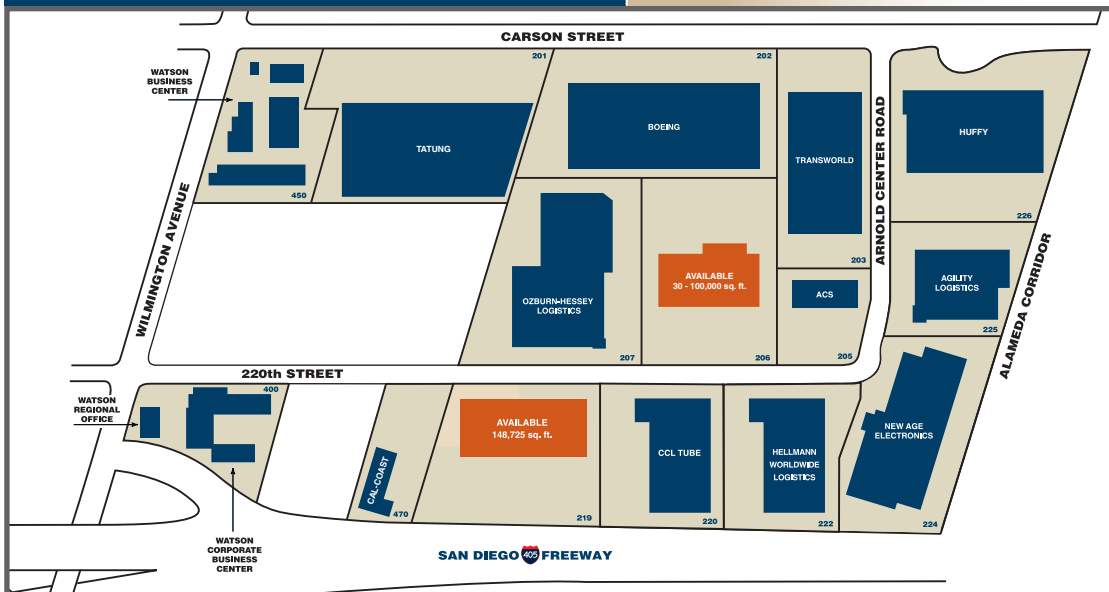 CARSON STREET
WATSON
BUSINESS
CENTER
201
202
TATUNG
BOEING
TRANSWORLD
HUFFY
ARNOLD CENTER ROAD
450
WILMINGTON AVENUE
226
203
ALAMEDA CORRIDOR
OZBURN-HESSEY
LOGISTICS
AVAILABLE
30 - 100,000 sq. ft.
ACS
AGILITY
LOGISTICS
225
207
206
205
220th STREET
400
WATSON
REGIONAL
OFFICE
AVAILABLE
148,725 sq. ft.
CCL TUBE
HELLMANN
WORLDWIDE
LOGISTICS
NEW AGE
ELECTRONICS
CAL-COAST
470
219
220
222
224
WATSON
CORPORATE
BUSINESS
CENTER
SAN DIEGO 405 FREEWAY